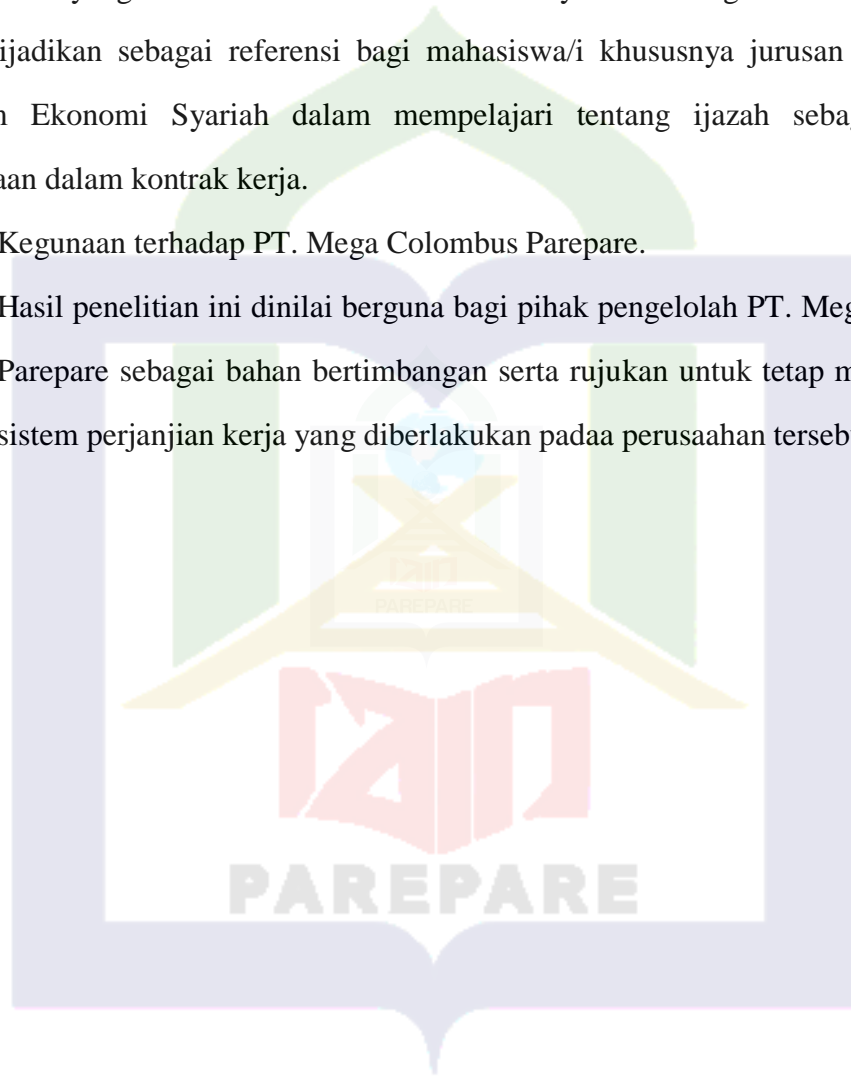 ijadikan sebagai referensi bagi mahasiswa/i khususnya jurusan
n Ekonomi Syariah dalam mempelajari tentang ijazah seba
aan dalam kontrak kerja.
Kegunaan terhadap PT. Mega Colombus Parepare.
Hasil penelitian ini dinilai berguna bagi pihak pengelolah PT. Meg
Parepare sebagai bahan bertimbangan serta rujukan untuk tetap m
sistem perjanjian kerja yang diberlakukan padaa perusaahan terseb
PAREPARE
PAREPARE